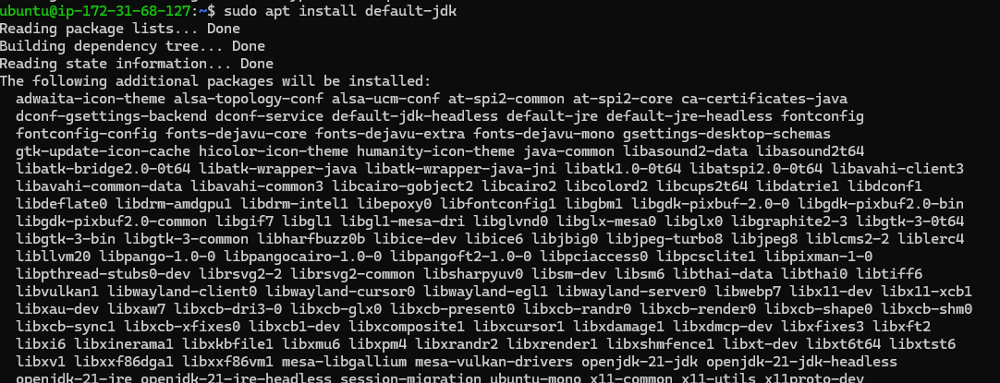 ubuntu@ip-172-31-68-127:~$ sudo apt install default-jdk
Reading package lists... Done
Building dependency tree... Done
Reading state information... Done
The following additional packages will be installed:
adwaita-icon-theme alsa-topology-conf alsa-ucm-conf at-spi2-common at-spi2-core ca-certificates-java
dconf-gsettings-backend dconf-service default-jdk-headless default-jre default-jre-headless fontconfig
fontconfig-config fonts-dejavu-core fonts-dejavu-extra fonts-dejavu-mono gsettings-desktop-schemas
gtk-update-icon-cache hicolor-icon-theme humanity-icon-theme java-common libasound2-data libasound2t64
libatk-bridge2.0-0t64 libatk-wrapper-java libatk-wrapper-java-jni libatk1.0-0t64 libatspi2.0-0t64 libavahi-client3
libavahi-common-data libavahi-common3 libcairo-gobject2 libcairo2 libcolord2 libcups2t64 libdatrie1 libdconf1
libdeflate0 libdrm-amdgpu1 libdrm-intel1 libepoxy0 libfontconfig1 libgbm1 libgdk-pixbuf-2.0-0 libgdk-pixbuf2.0-bin
libgdk-pixbuf2.0-common libgif7 libgl1 libgl1-mesa-dri libglvnd0 libglx-mesa0 libglx0 libgraphite2-3 libgtk-3-0t64
libgtk-3-bin libgtk-3-common libharfbuzz0b libice-dev libice6 libjbig0 libjpeg-turbo8 libjpeg8 liblcms2-2 liblerc4
libllvm20 libpango-1.0-0 libpangocairo-1.0-0 libpangoft2-1.0-0 libpciaccess0 libpcsclite1 libpixman-1-0
libpthread-stubs0-dev librsvg2-2 librsvg2-common libsharpyuv0 libsm-dev libsm6 libthai-data libthai0 libtiff6
libvulkan1 libwayland-client0 libwayland-cursor0 libwayland-egl1 libwayland-server0 libwebp7 libx11-dev libx11-xcb1
libxau-dev libxaw7 libxcb-dri3-0 libxcb-glx0 libxcb-present0 libxcb-randr0 libxcb-render0 libxcb-shape0 libxcb-shm0
libxcb-sync1 libxcb-xfixes0 libxcb1-dev libxcomposite1 libxcursor1 libxdamage1 libxdmcp-dev libxfixes3 libxft2
libxi6 libxinerama1 libxkbfile1 libxmu6 libxpm4 libxrandr2 libxrender1 libxshmfence1 libxt-dev libxt6t64 libxtst6
libxv1 libxxf86dga1 libxxf86vm1 mesa-libgallium mesa-vulkan-drivers openjdk-21-jdk openjdk-21-jdk-headless
openjdk-21-jre openjdk-21-jre-headless session-migration ubuntu-mono x11-common x11-utils x11proto-dev